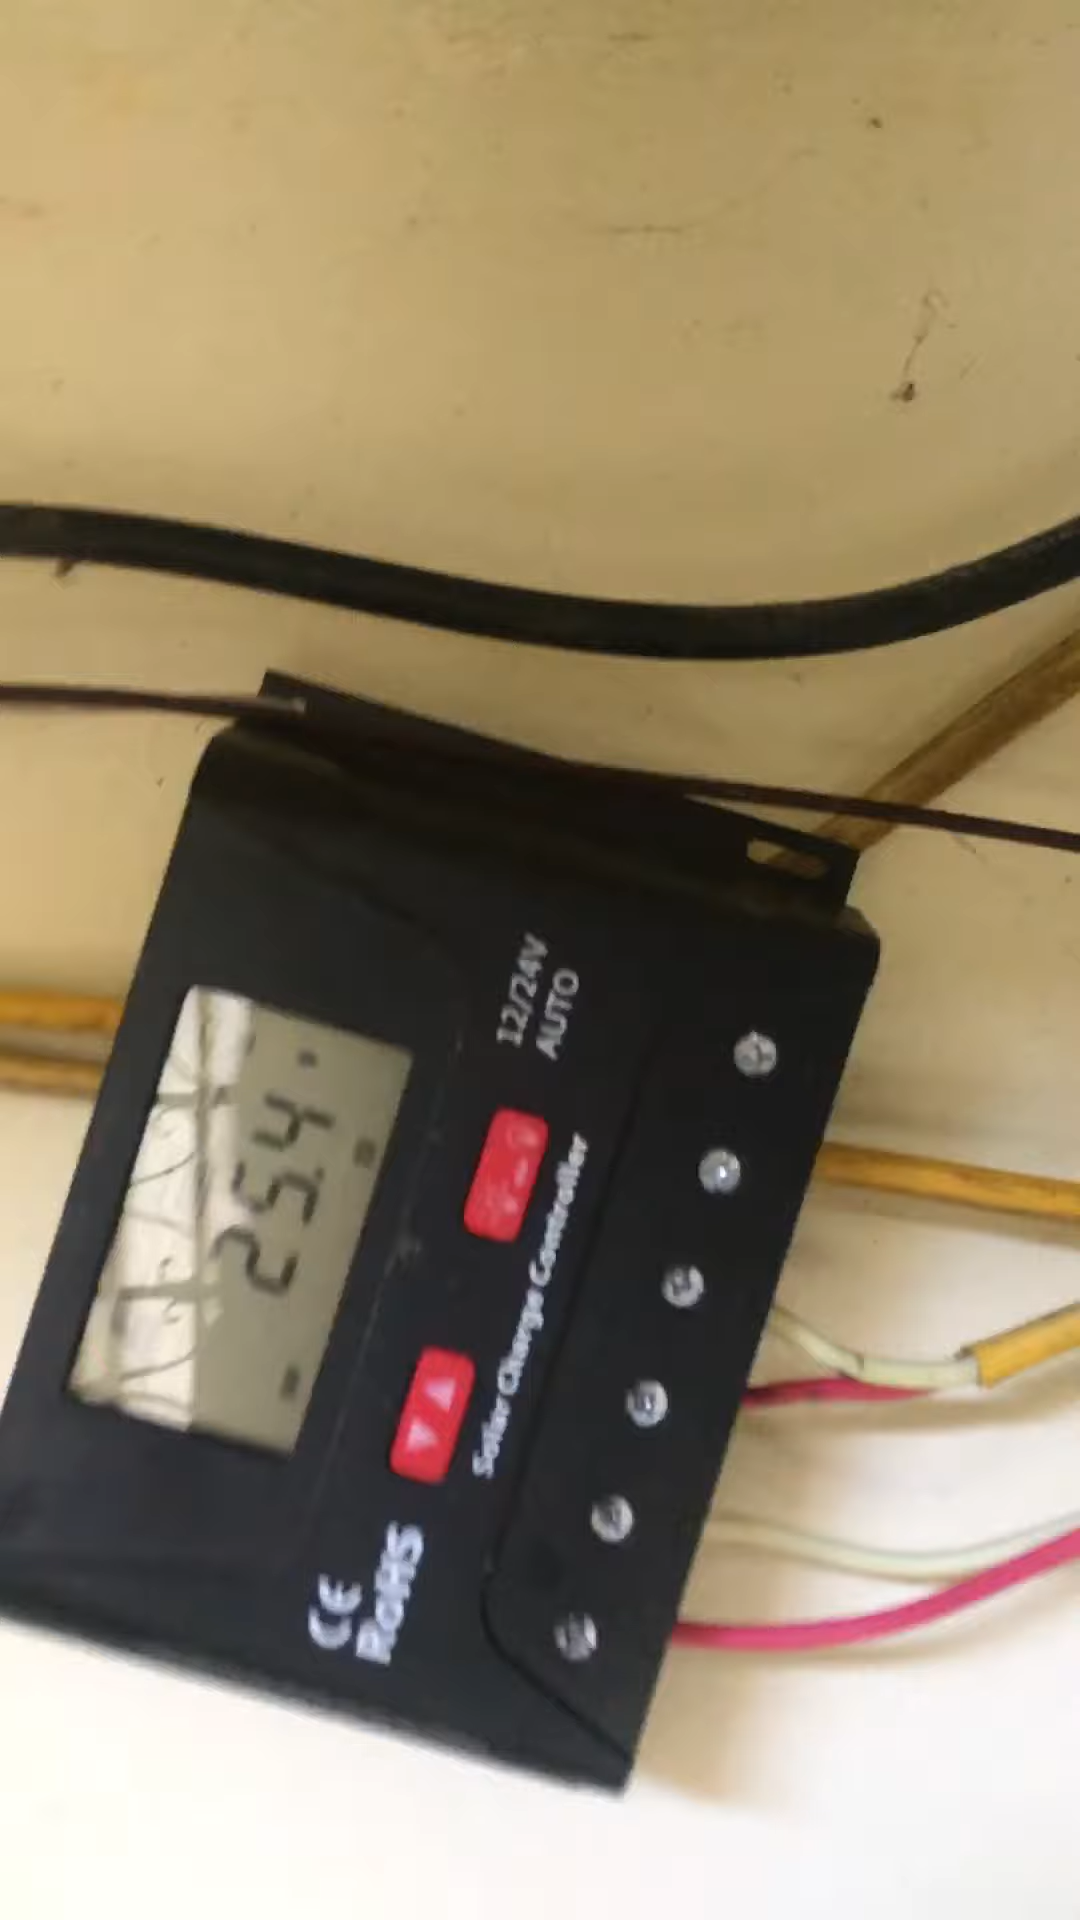 25.4
12/24V
AUTO
Solar Charge Controller
CE
RoHS